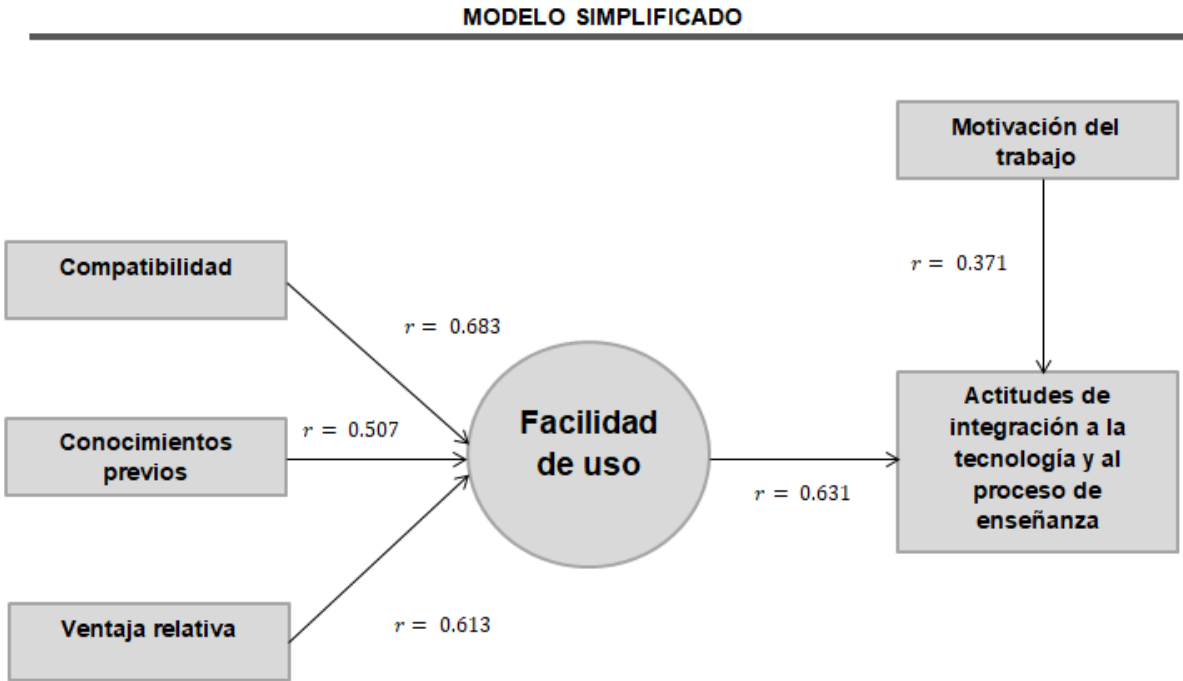 MODELO SIMPLIFICADO
Motivación del
trabajo
r = 0.371
Compatibilidad
r = 0.683
Conocimientos
previos
r = 0.507
Facilidad
de uso
r = 0.631
Actitudes de
integración a la
tecnología y al
proceso de
enseñanza
Ventaja relativa
r = 0.613